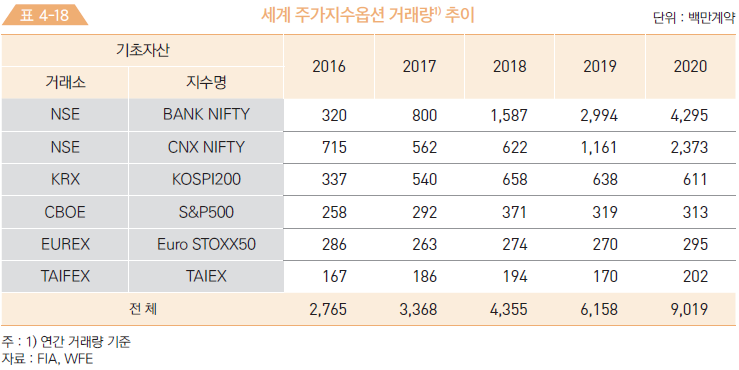 표 4-18 세계 주가지수옵션 거래량1) 추이 단위 : 백만계약
기초자산 2016 2017 2018 2019 2020
거래소 지수명
NSE BANK NIFTY 320 800 1,587 2,994 4,295
NSE CNX NIFTY 715 562 622 1,161 2,373
KRX KOSPI200 337 540 658 638 611
CBOE S&P500 258 292 371 319 313
EUREX Euro STOXX50 286 263 274 270 295
TAIFEX TAIEX 167 186 194 170 202
전 체 2,765 3,368 4,355 6,158 9,019
주 : 1) 연간 거래량 기준
자료 : FIA, WFE